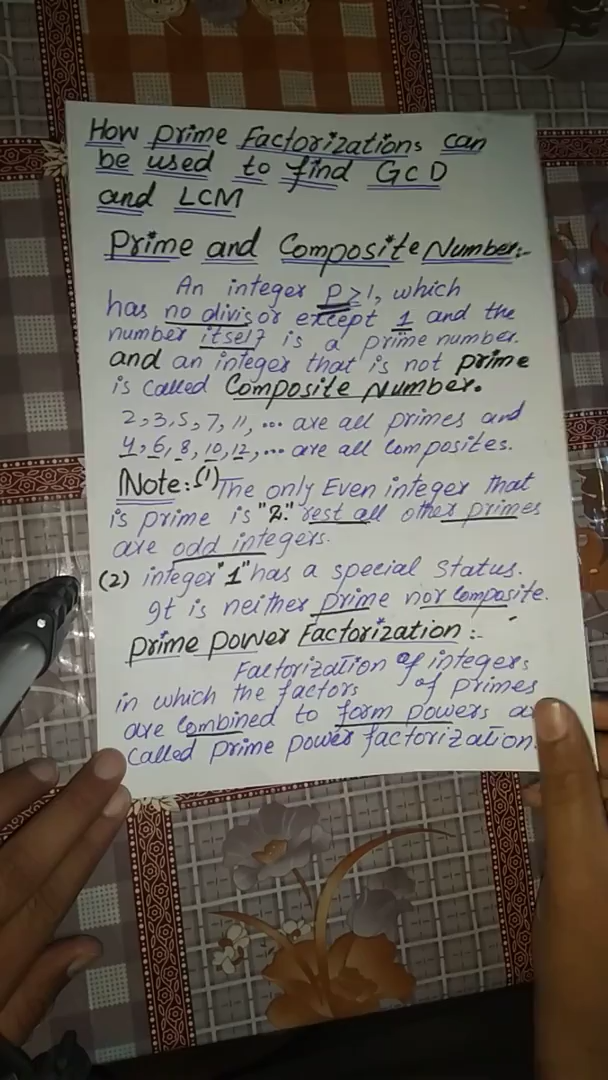 How prime Factorizations can
be used to find GCD
and LCM
Prime and Composite Number:-
An integer P ≥ 1, which
has no divisor except 1 and the
number itself is a prime number.
and an integer that is not prime
is called Composite Number.
2, 3, 5, 7, 11, ... are all primes and
4, 6, 8, 10, 12, ... are all composites.
Note: (1) The only Even integer that
is prime is "2." rest all other primes
are odd integers.
(2) integer "1" has a special status.
It is neither prime nor composite.
prime power Factorization :-
Factorization of integers
in which the factors of primes
are combined to form powers
called prime power factorization.